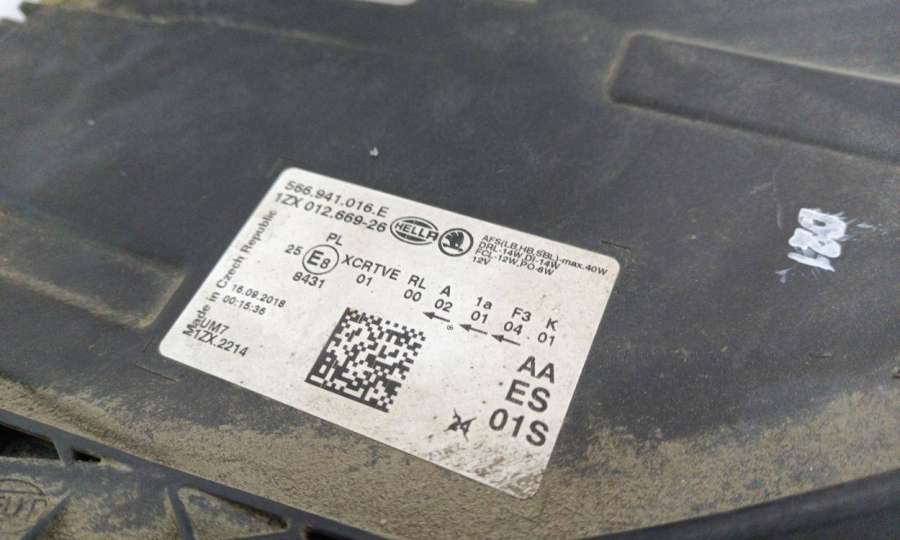 566.941.016.E
1ZX 012.669-26
HELLA
AFS(LB,HB,SBL)-max.40W
DRL-14W,DI-14W
FCL-12W,PO-8W
12V
Made in Czech Republic
PL
25 E8 XCRTVE RL A 1a F3 K
8431 01 00 02 01 04 01
16.09.2018
00:15:36
UM7
1ZX.2214
AA
ES
01S
24